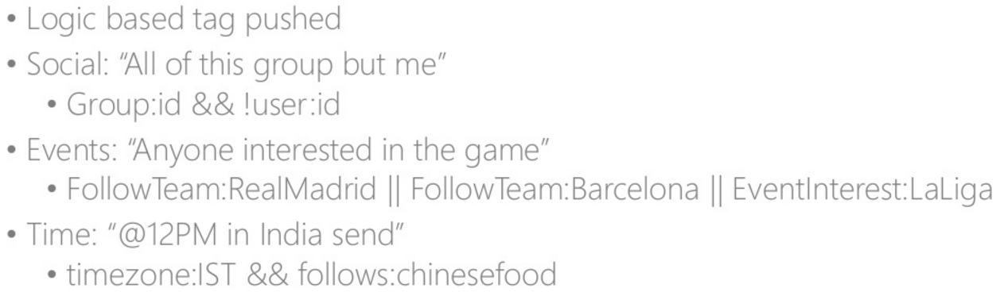 • Logic based tag pushed
• Social: “All of this group but me”
• Group:id && !user:id
• Events: “Anyone interested in the game”
• FollowTeam:RealMadrid || FollowTeam:Barcelona || EventInterest:LaLiga
• Time: “@12PM in India send”
• timezone:IST && follows:chinesefood